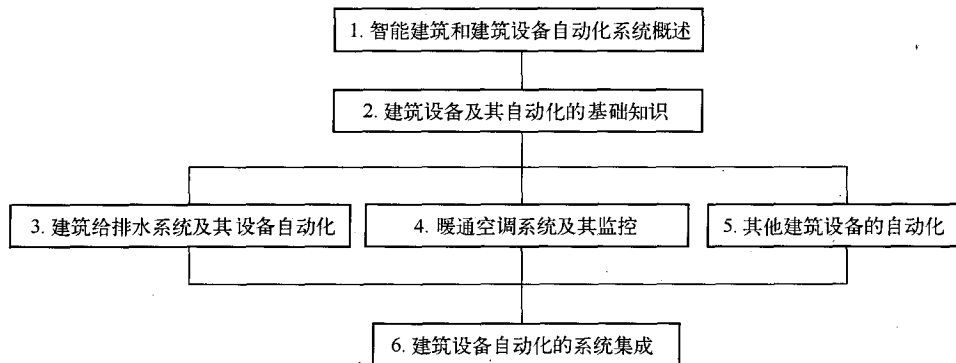 1. 智能建筑和建筑设备自动化系统概述
2. 建筑设备及其自动化的基础知识
3. 建筑给排水系统及其设备自动化
4. 暖通空调系统及其监控
5. 其他建筑设备的自动化
6. 建筑设备自动化的系统集成